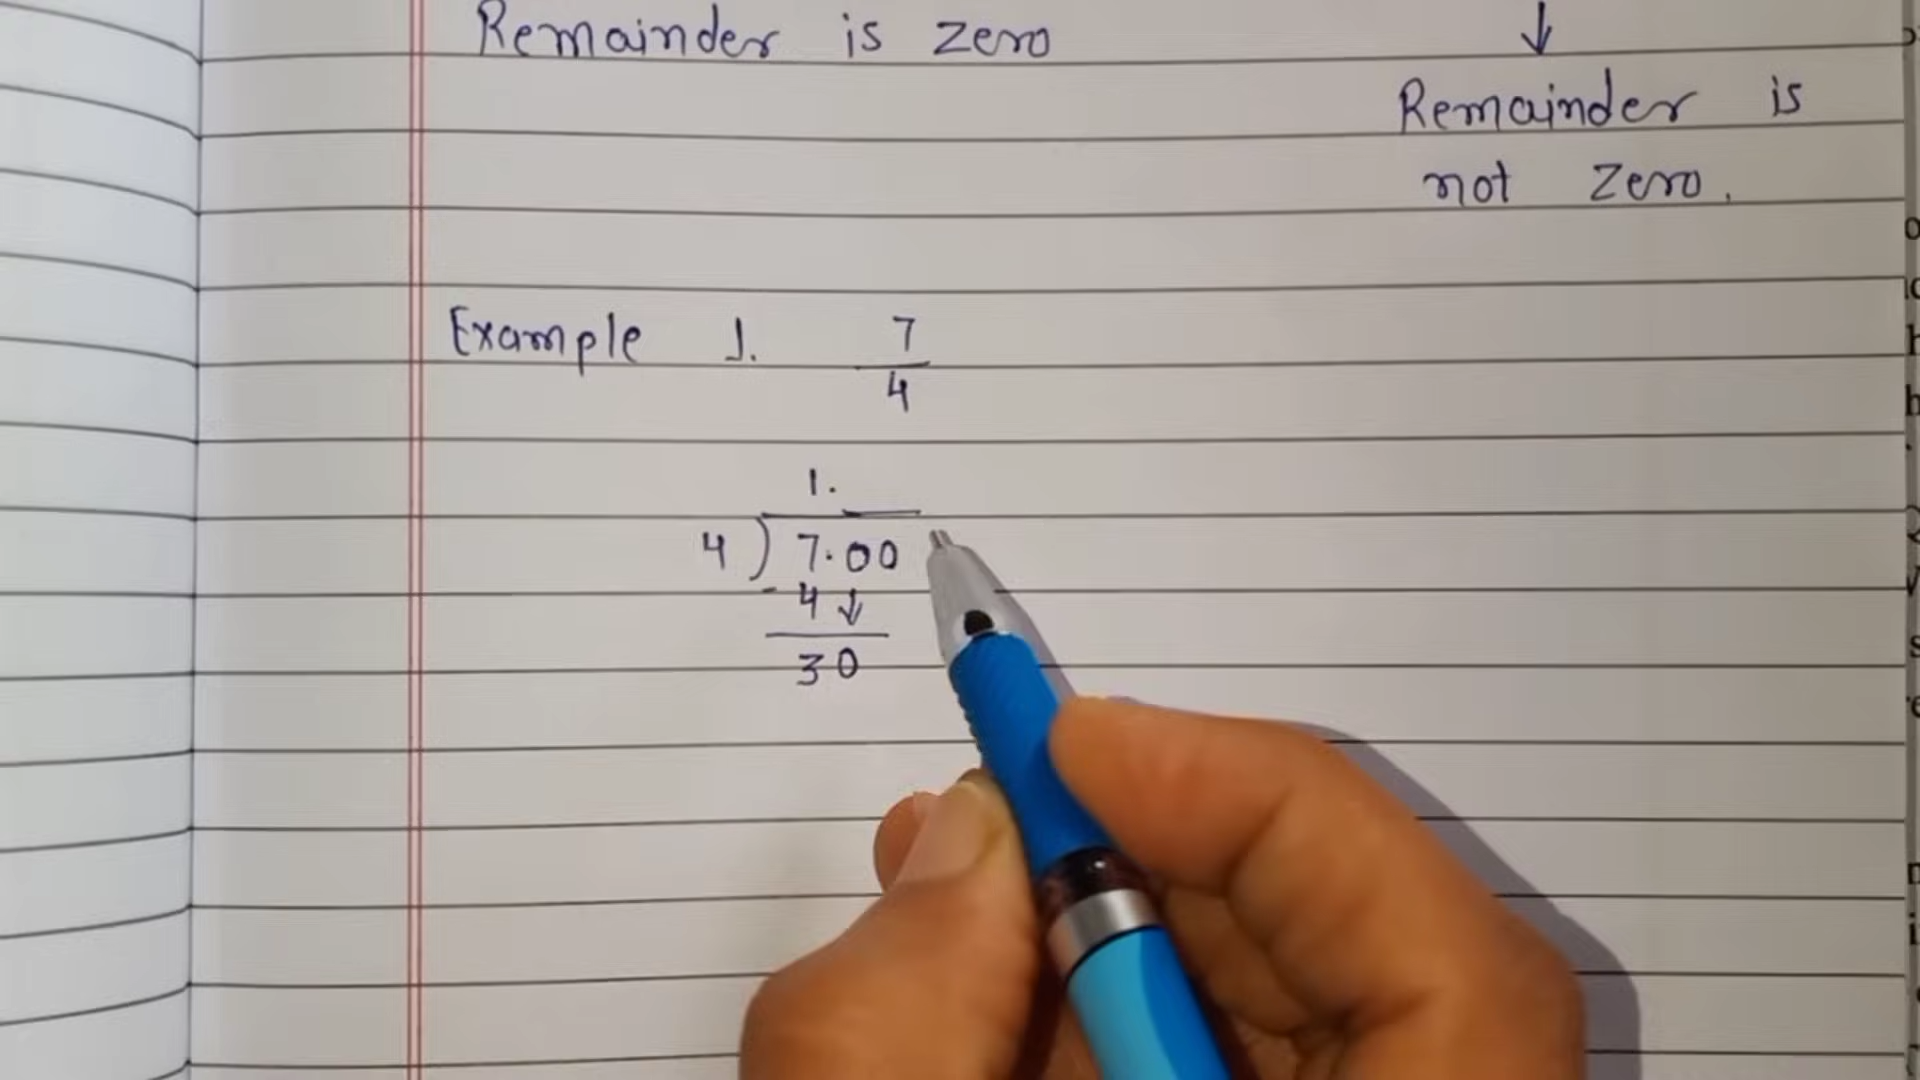 Remainder is zero
↓
Remainder is
not zero.
Example 1. 7/4
1.
4 ) 7.00
- 4 ↓
30